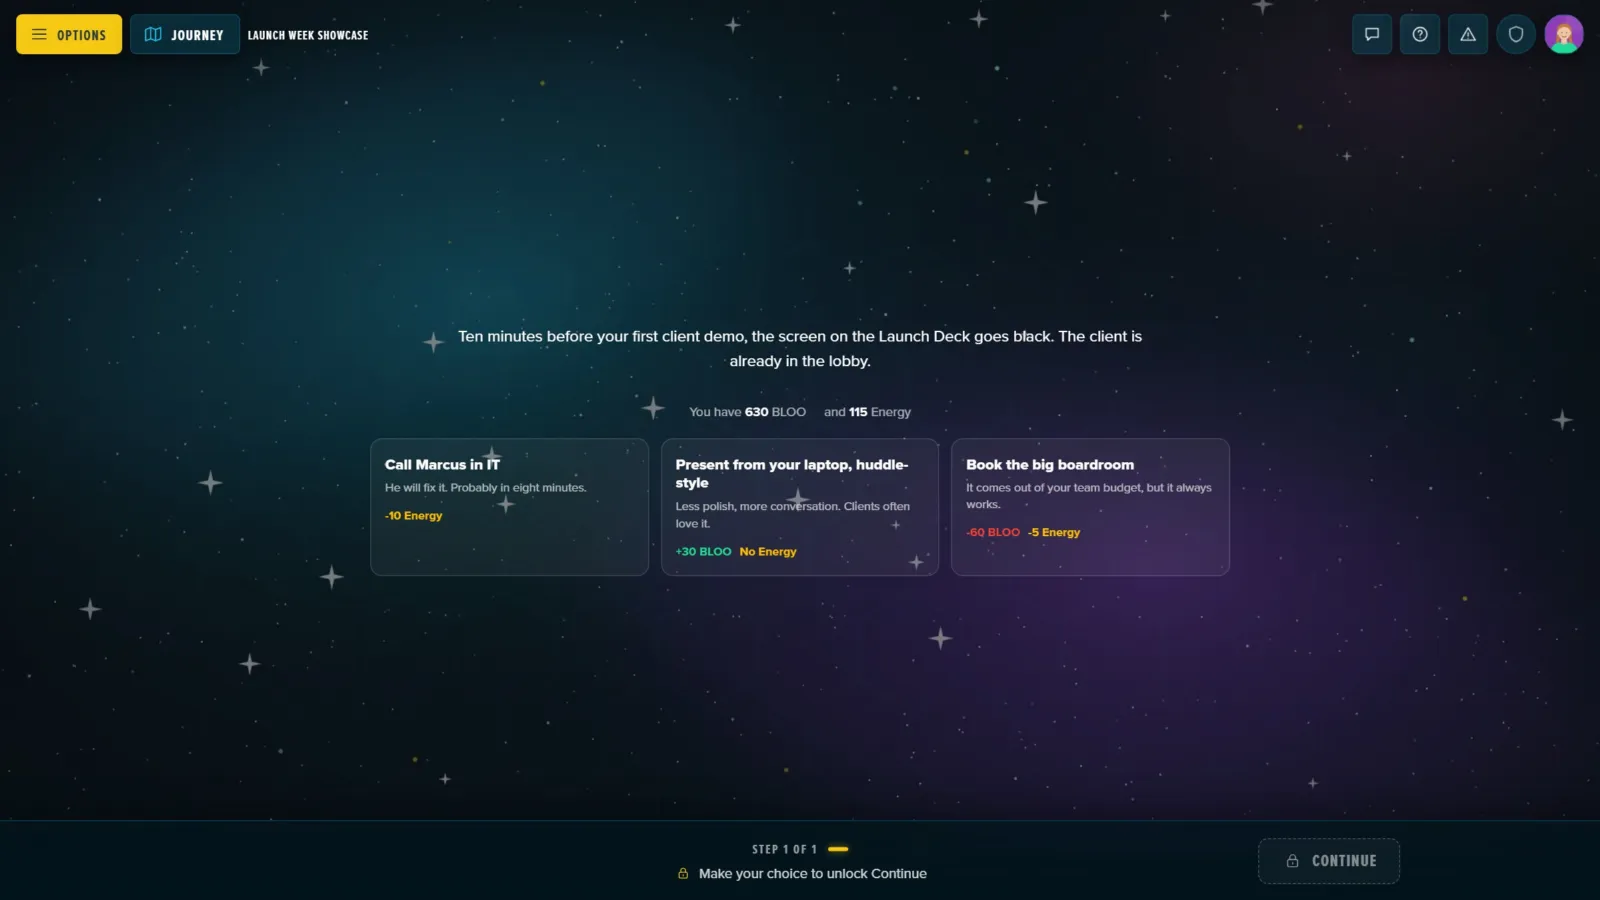 OPTIONS
JOURNEY
LAUNCH WEEK SHOWCASE
Ten minutes before your first client demo, the screen on the Launch Deck goes black. The client is
already in the lobby.
You have 630 BLOO and 115 Energy
Call Marcus in IT
He will fix it. Probably in eight minutes.
-10 Energy
Present from your laptop, huddle-
style
Less polish, more conversation. Clients often
love it.
+30 BLOO No Energy
Book the big boardroom
It comes out of your team budget, but it always
works.
-60 BLOO -5 Energy
STEP 1 OF 1
Make your choice to unlock Continue
CONTINUE